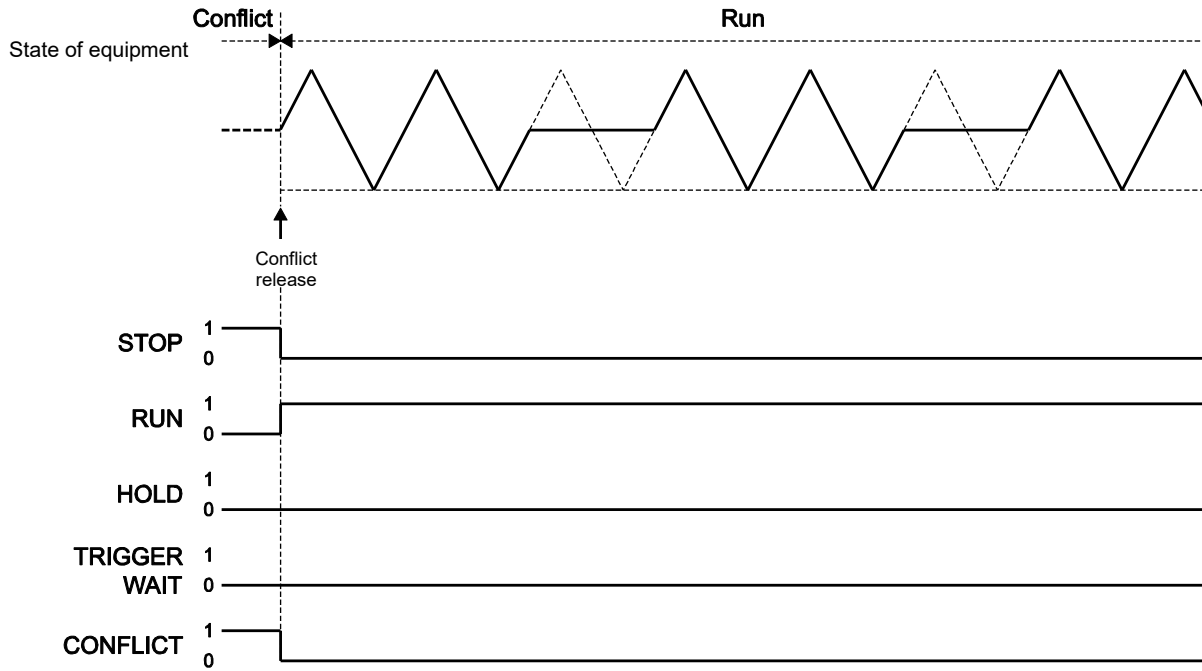 Conflict Run
State of equipment
Conflict
release
STOP 1
0
RUN 1
0
HOLD 1
0
TRIGGER 1
WAIT 0
CONFLICT 1
0